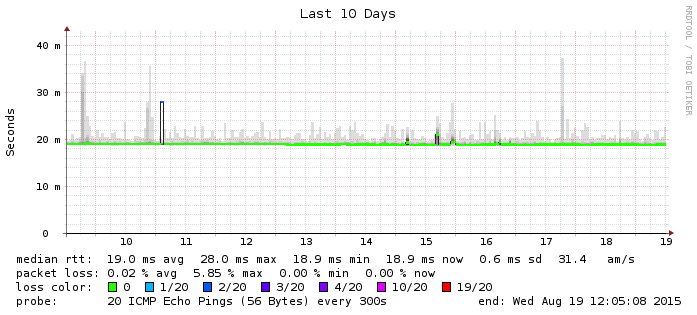 Last 10 Days
RRDTOOL / TOBI OETIKER
Seconds
40 m
30 m
20 m
10 m
0
10 11 12 13 14 15 16 17 18 19
median rtt: 19.0 ms avg 28.0 ms max 18.9 ms min 18.9 ms now 0.6 ms sd 31.4 am/s
packet loss: 0.02 % avg 5.85 % max 0.00 % min 0.00 % now
loss color: 0 1/20 2/20 3/20 4/20 10/20 19/20
probe: 20 ICMP Echo Pings (56 Bytes) every 300s end: Wed Aug 19 12:05:08 2015